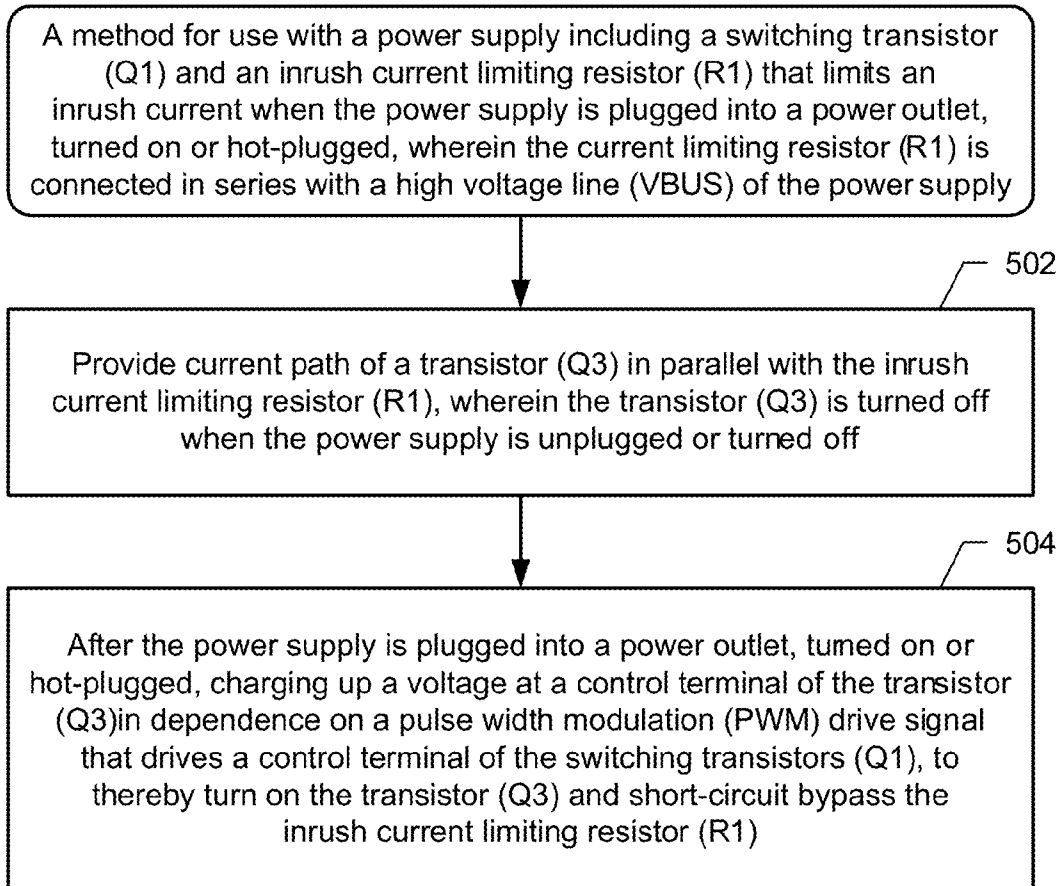 A method for use with a power supply including a switching transistor
(Q1) and an inrush current limiting resistor (R1) that limits an
inrush current when the power supply is plugged into a power outlet,
turned on or hot-plugged, wherein the current limiting resistor (R1) is
connected in series with a high voltage line (VBUS) of the power supply
502
Provide current path of a transistor (Q3) in parallel with the inrush
current limiting resistor (R1), wherein the transistor (Q3) is turned off
when the power supply is unplugged or turned off
504
After the power supply is plugged into a power outlet, turned on or
hot-plugged, charging up a voltage at a control terminal of the transistor
(Q3)in dependence on a pulse width modulation (PWM) drive signal
that drives a control terminal of the switching transistors (Q1), to
thereby turn on the transistor (Q3) and short-circuit bypass the
inrush current limiting resistor (R1)